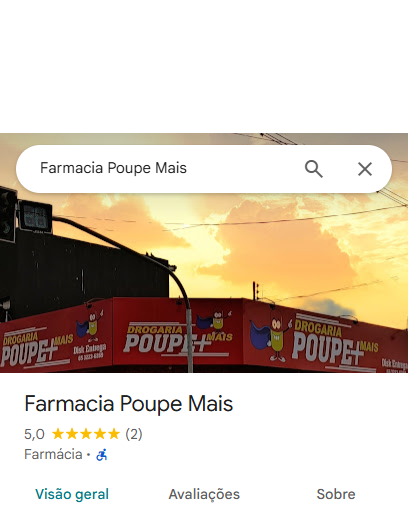 Farmacia Poupe Mais
DROGARIA
POUPE+
MAIS
Disk Entrega
DROGARIA
POUPE+
MAIS
DROGARIA
POUPE+
MAIS
Farmacia Poupe Mais
5,0 (2)
Farmácia ·
Visão geral Avaliações Sobre